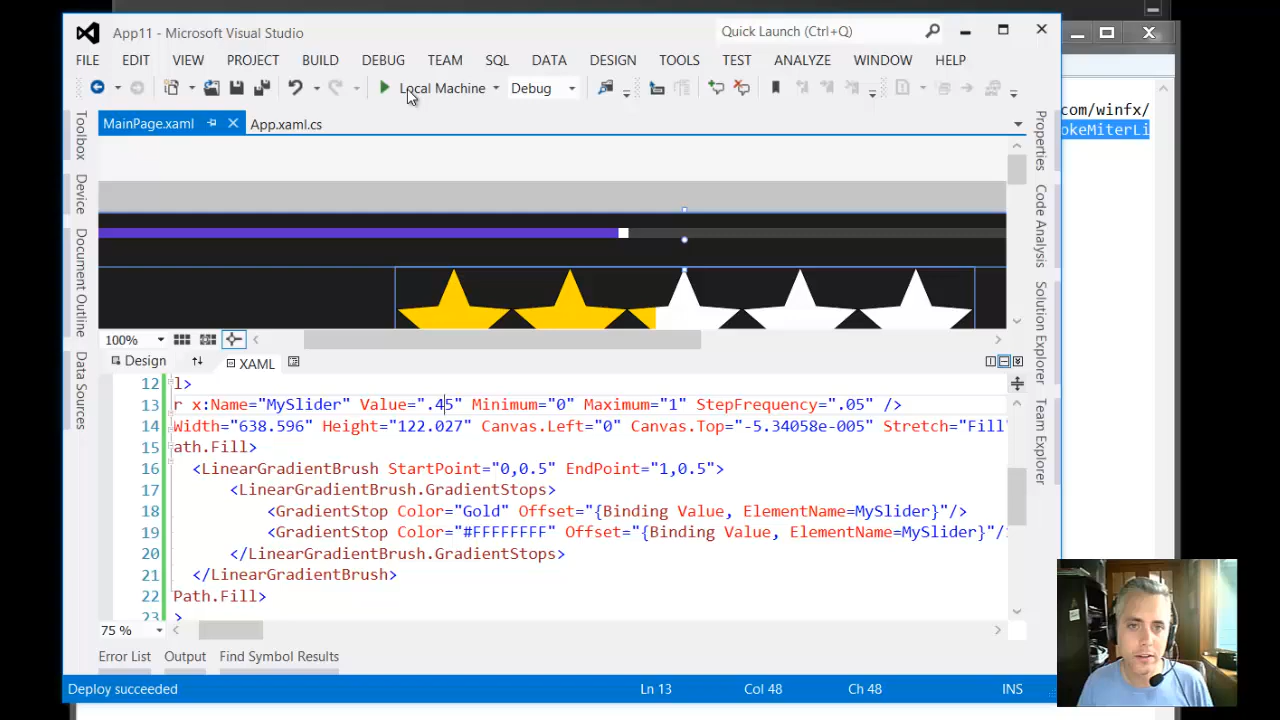 App11 - Microsoft Visual Studio
Quick Launch (Ctrl+Q)
FILE EDIT VIEW PROJECT BUILD DEBUG TEAM SQL DATA DESIGN TOOLS TEST ANALYZE WINDOW HELP
Local Machine Debug
com/winfx/
okeMiterLi
MainPage.xaml App.xaml.cs
Toolbox
Device
Document Outline
Data Sources
Properties
Code Analysis
Solution Explorer
Team Explorer
100%
Design XAML
12 l>
13 r x:Name="MySlider" Value=".45" Minimum="0" Maximum="1" StepFrequency=".05" />
14 Width="638.596" Height="122.027" Canvas.Left="0" Canvas.Top="-5.34058e-005" Stretch="Fill"
15 ath.Fill>
16 <LinearGradientBrush StartPoint="0,0.5" EndPoint="1,0.5">
17 <LinearGradientBrush.GradientStops>
18 <GradientStop Color="Gold" Offset="{Binding Value, ElementName=MySlider}"/>
19 <GradientStop Color="#FFFFFFFF" Offset="{Binding Value, ElementName=MySlider}"/
20 </LinearGradientBrush.GradientStops>
21 </LinearGradientBrush>
22 Path.Fill>
23 >
75 %
Error List Output Find Symbol Results
Deploy succeeded Ln 13 Col 48 Ch 48 INS